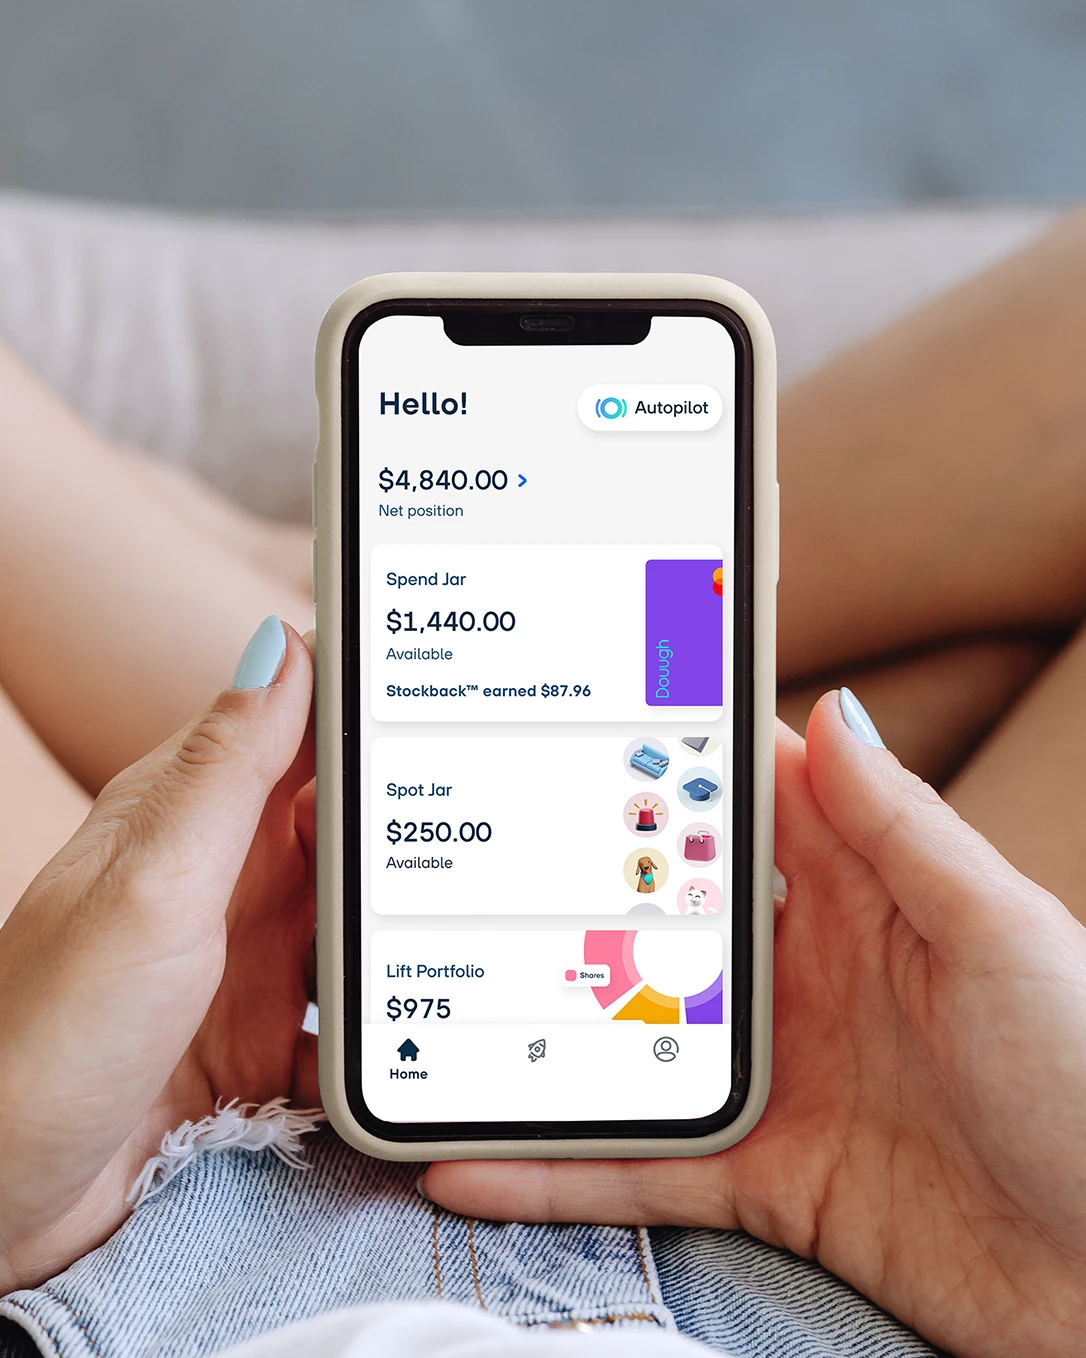 Hello!
Autopilot
$4,840.00
Net position
Spend Jar
$1,440.00
Available
Stockback™ earned $87.96
Douugh
Spot Jar
$250.00
Available
Lift Portfolio
$975
Shares
Home